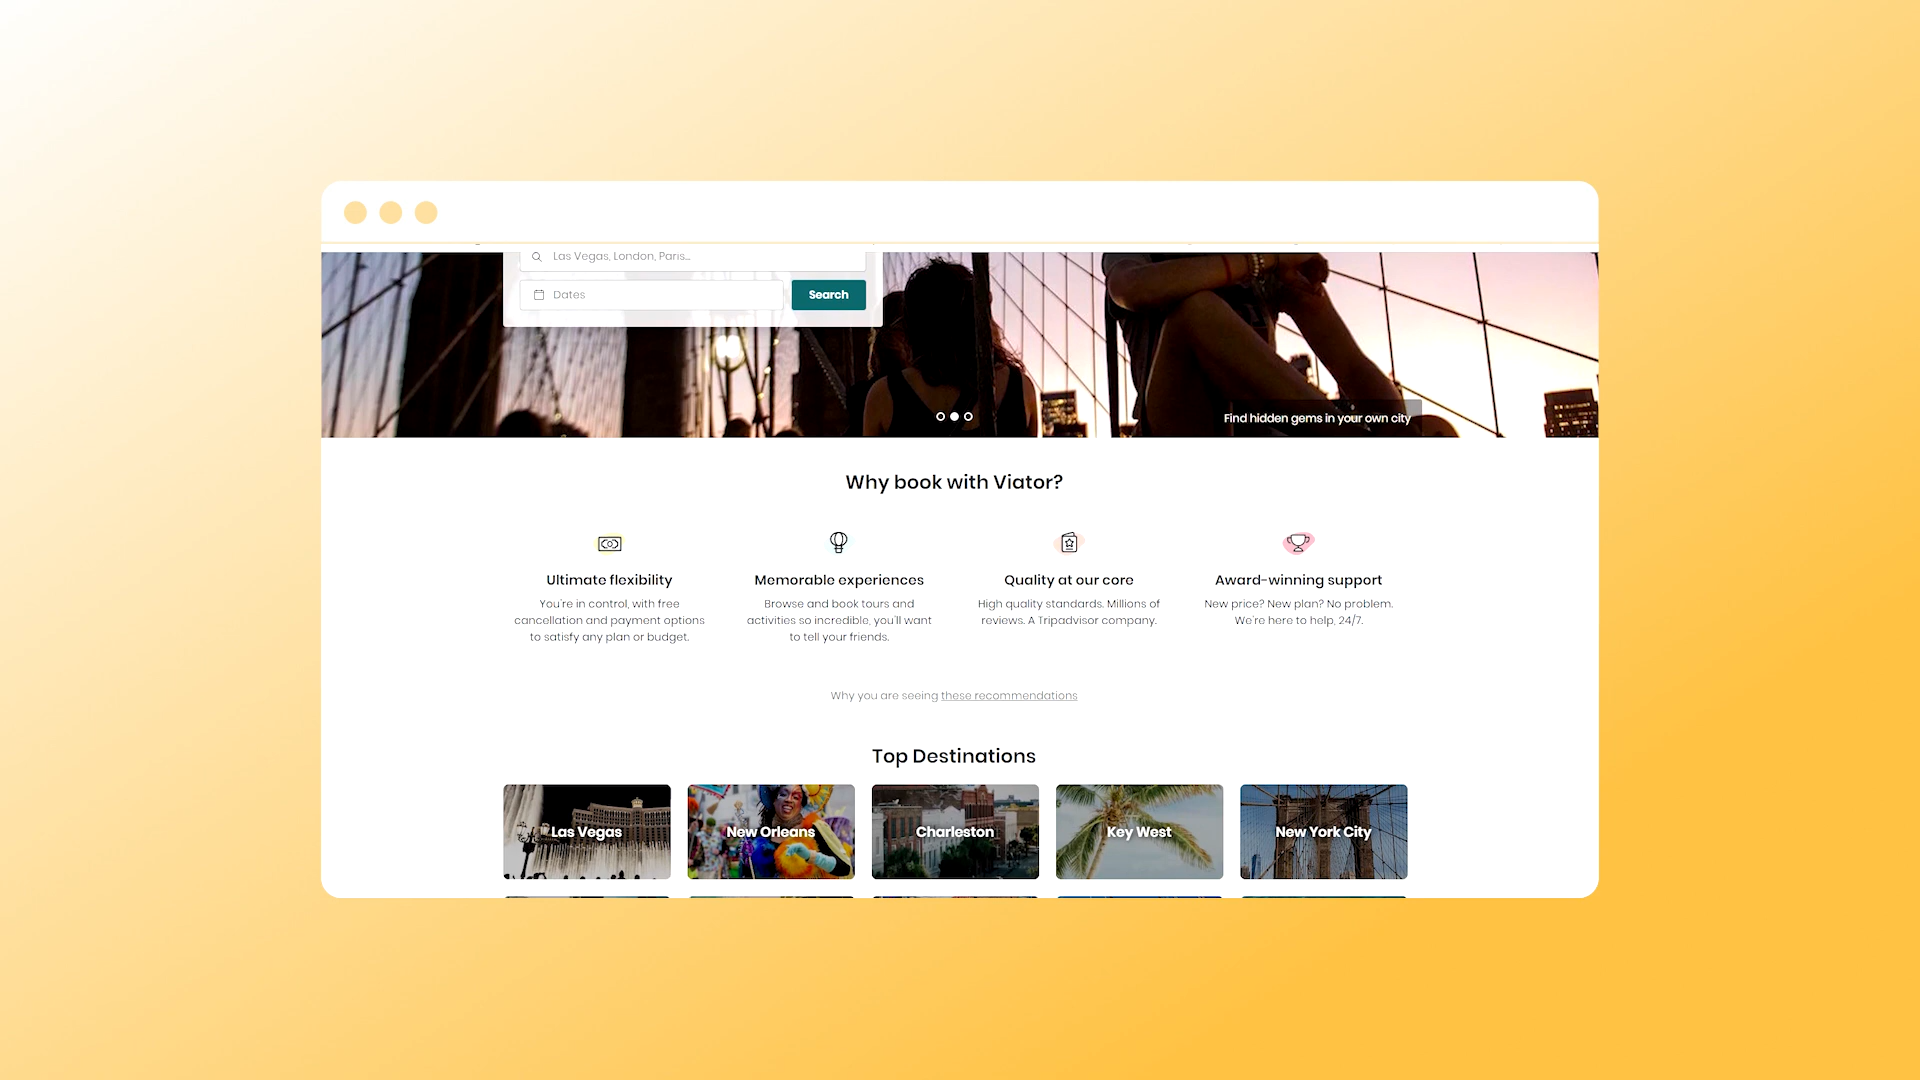 Las Vegas, London, Paris...
Dates
Search
Find hidden gems in your own city
Why book with Viator?
Ultimate flexibility
You're in control, with free
cancellation and payment options
to satisfy any plan or budget.
Memorable experiences
Browse and book tours and
activities so incredible, you'll want
to tell your friends.
Quality at our core
High quality standards. Millions of
reviews. A Tripadvisor company.
Award-winning support
New price? New plan? No problem.
We're here to help, 24/7.
Why you are seeing these recommendations
Top Destinations
Las Vegas
New Orleans
Charleston
Key West
New York City